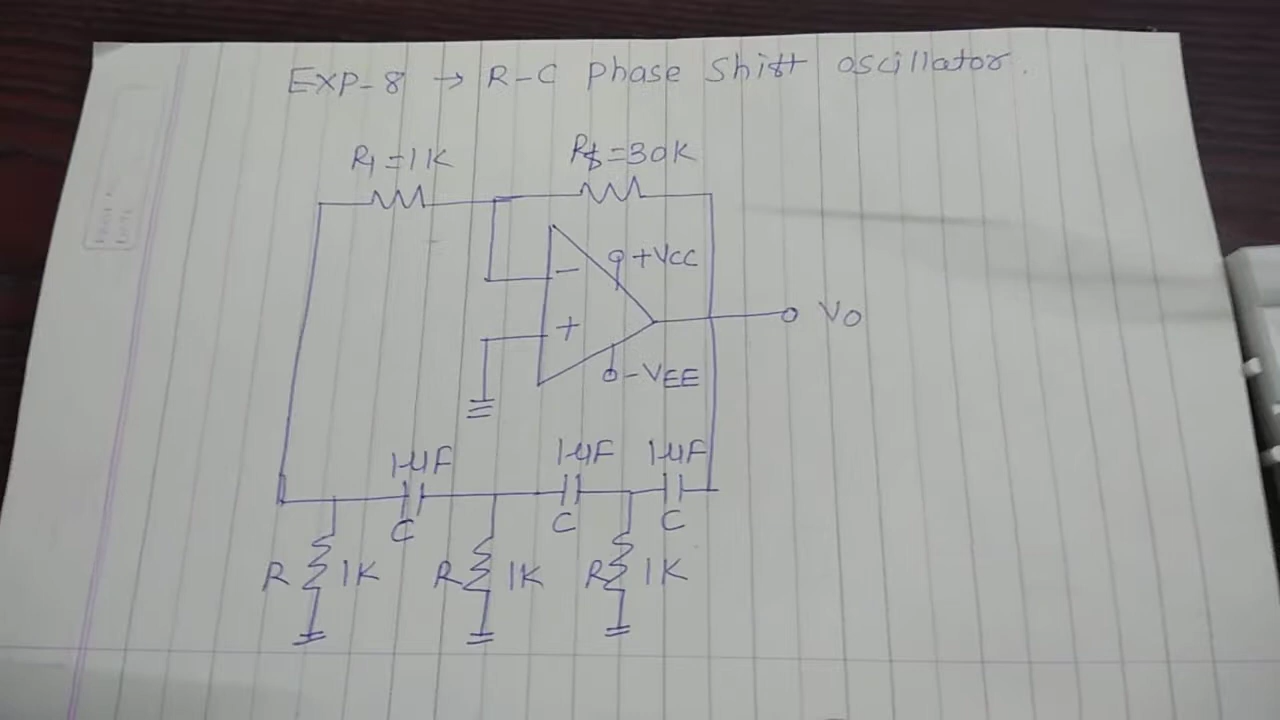 EXP-8 → R-C Phase Shift oscillator.
R1=1K Rf=30K
- +VCC
+ Vo
-VEE
1μF 1μF 1μF
C C C
R 1K R 1K R 1K